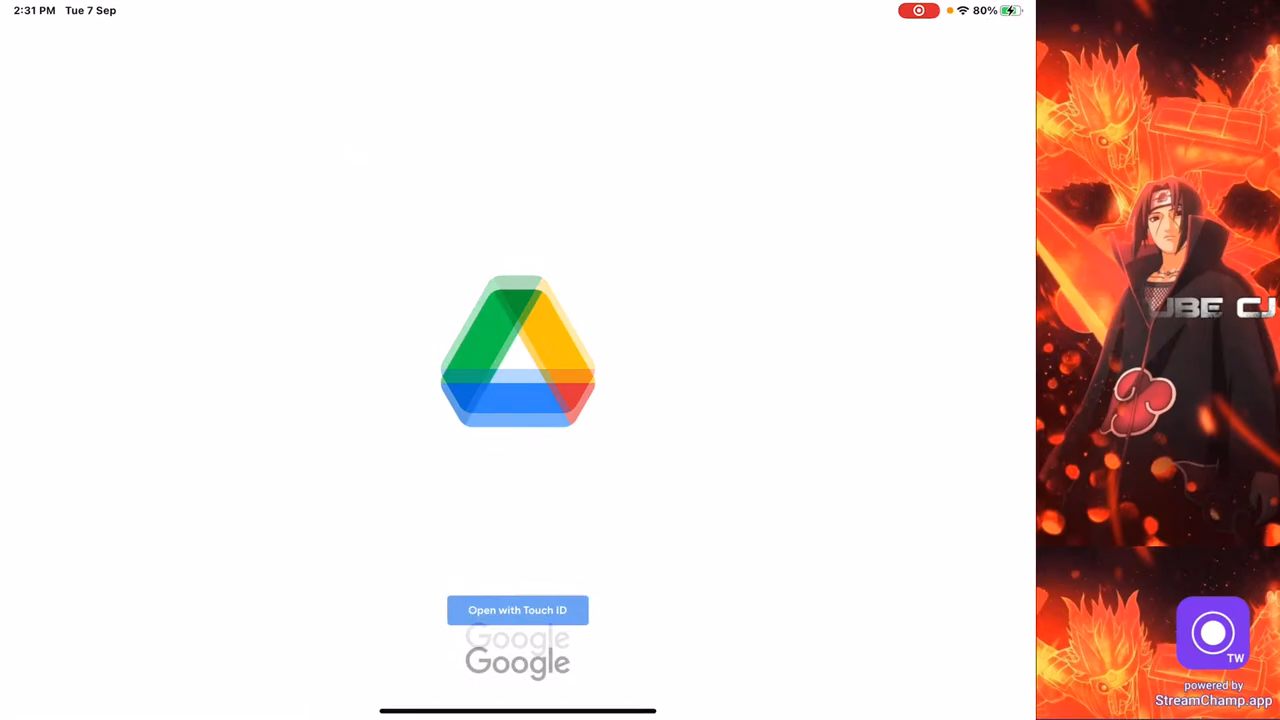 2:31 PM Tue 7 Sep
80%
UBE CJ
Open with Touch ID
Google
Google
TW
powered by
StreamChamp.app